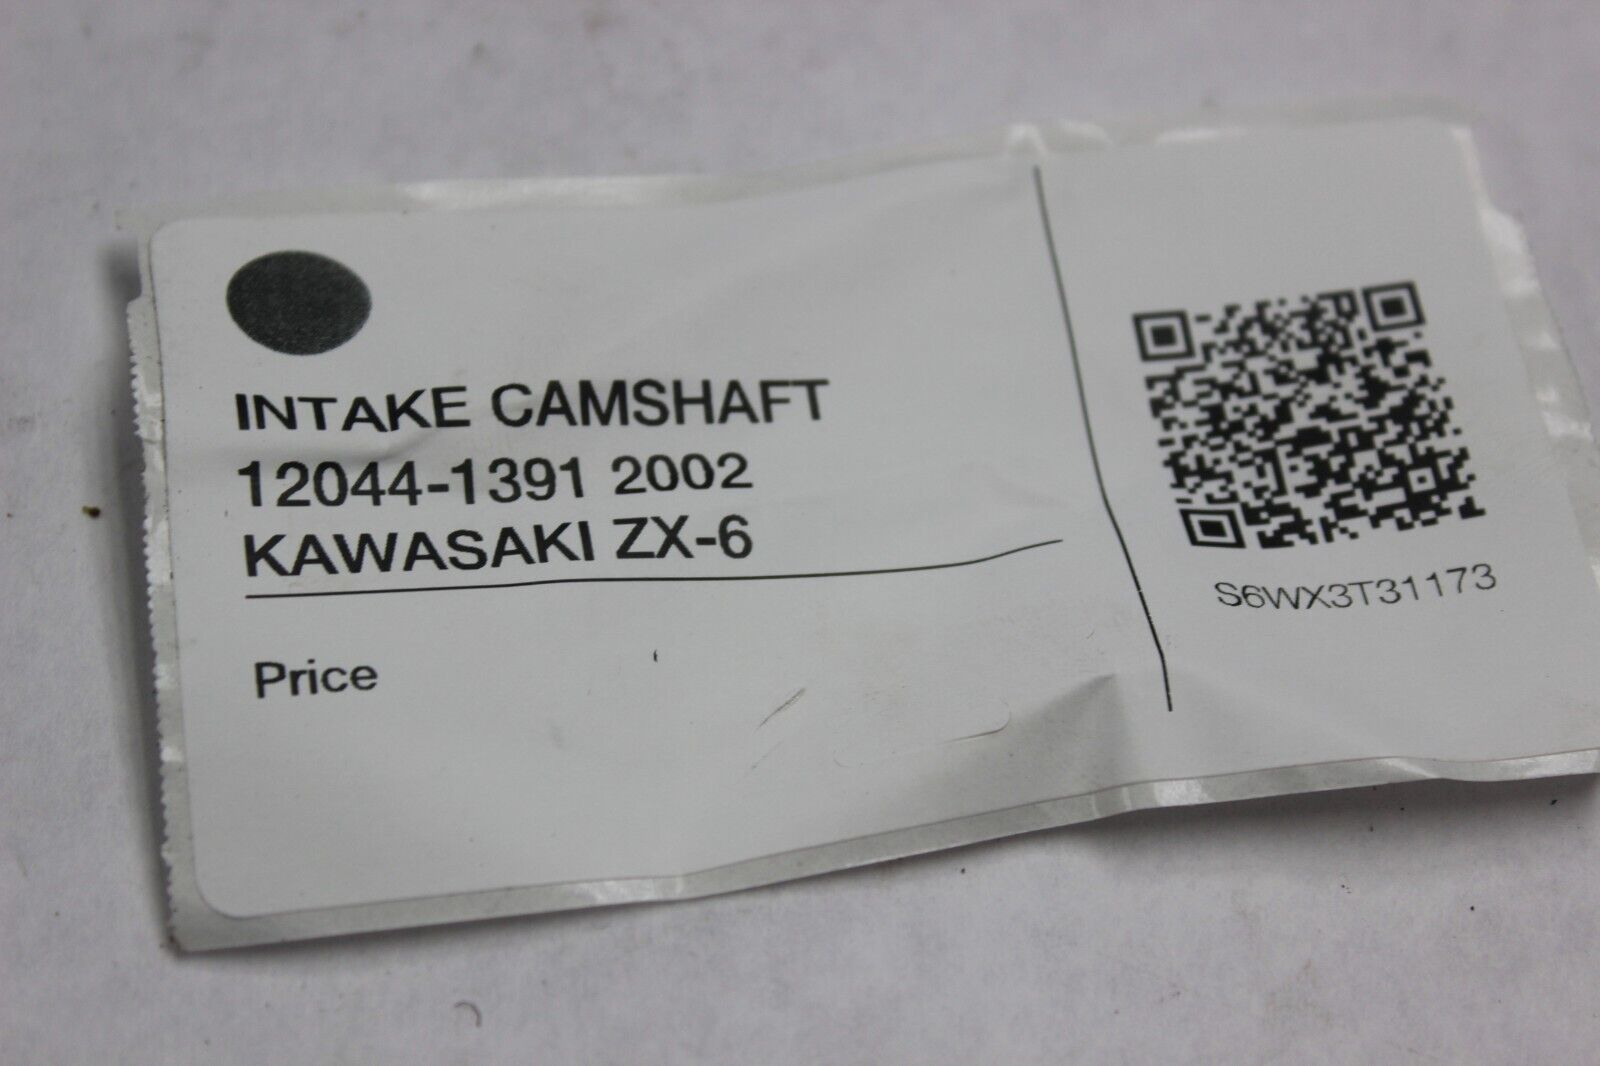 INTAKE CAMSHAFT
12044-1391 2002
KAWASAKI ZX-6
Price
S6WX3T31173